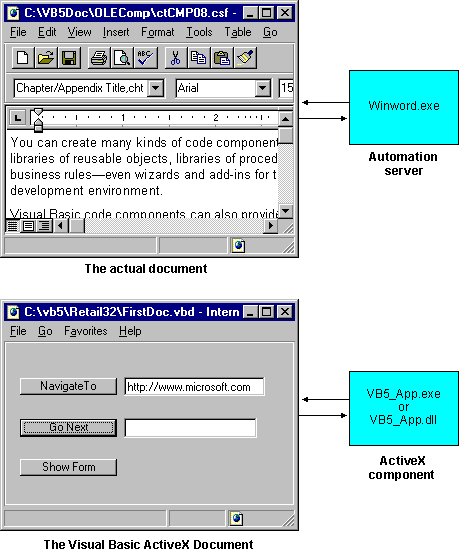 C:\VB5Doc\OLEComp\ctCMP08.csf -
File Edit View Insert Format Tools Table Go
ABC
Chapter/Appendix Title,cht
Arial
15
1 2
You can create many kinds of code component
libraries of reusable objects, libraries of proced
business rules—even wizards and add-ins for t
development environment.
Visual Basic code components can also provide
The actual document
Winword.exe
Automation
server
C:\vb5\Retail32\FirstDoc.vbd - Intern
File Go Favorites Help
NavigateTo
http://www.microsoft.com
Go Next
Show Form
The Visual Basic ActiveX Document
VB5_App.exe
or
VB5_App.dll
ActiveX
component